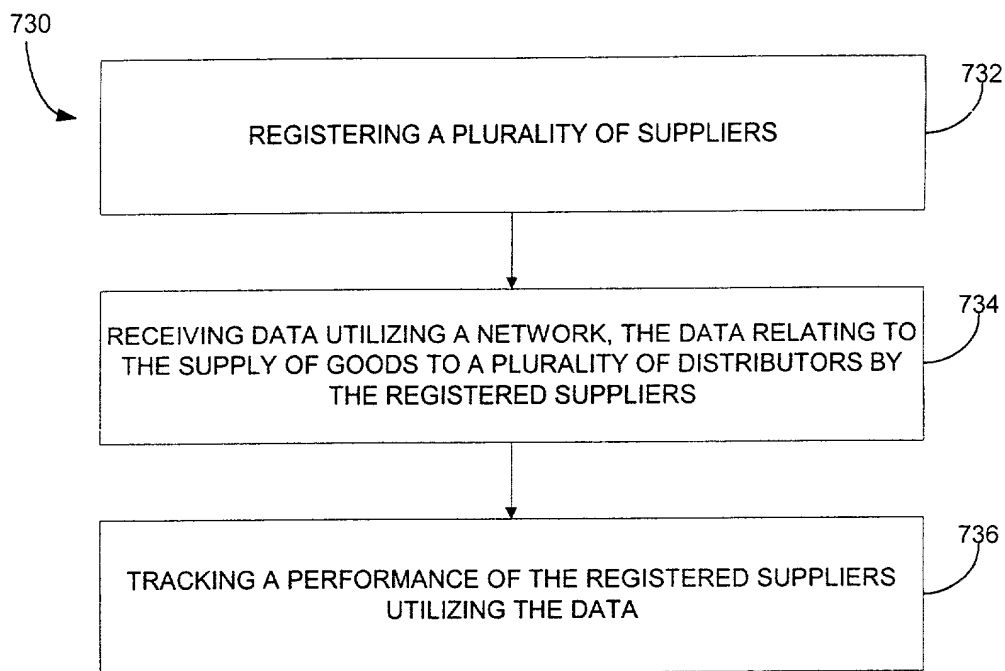 730
732
REGISTERING A PLURALITY OF SUPPLIERS
734
RECEIVING DATA UTILIZING A NETWORK, THE DATA RELATING TO
THE SUPPLY OF GOODS TO A PLURALITY OF DISTRIBUTORS BY
THE REGISTERED SUPPLIERS
736
TRACKING A PERFORMANCE OF THE REGISTERED SUPPLIERS
UTILIZING THE DATA